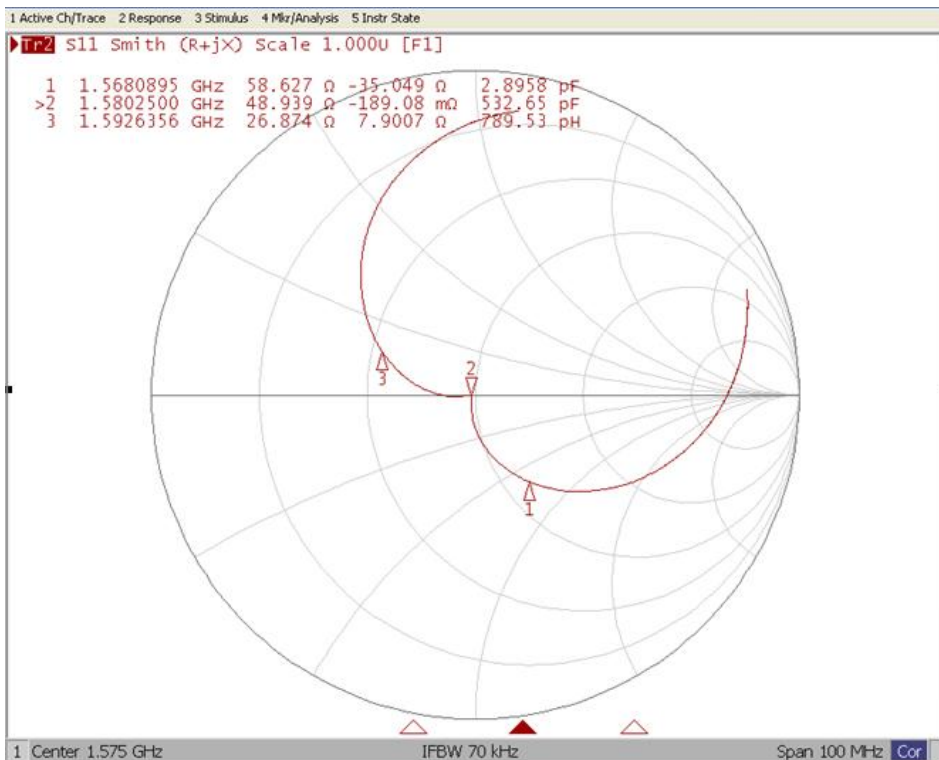 1 Active Ch/Trace 2 Response 3 Stimulus 4 Mkr/Analysis 5 Instr State
Tr2 S11 Smith (R+jX) Scale 1.000U [F1]
1 1.5680895 GHz 58.627 Ω -35.049 Ω 2.8958 pF
>2 1.5802500 GHz 48.939 Ω -189.08 mΩ 532.65 pF
3 1.5926356 GHz 26.874 Ω 7.9007 Ω 789.53 pH
2
3
1
1 Center 1.575 GHz IFBW 70 kHz Span 100 MHz Cor